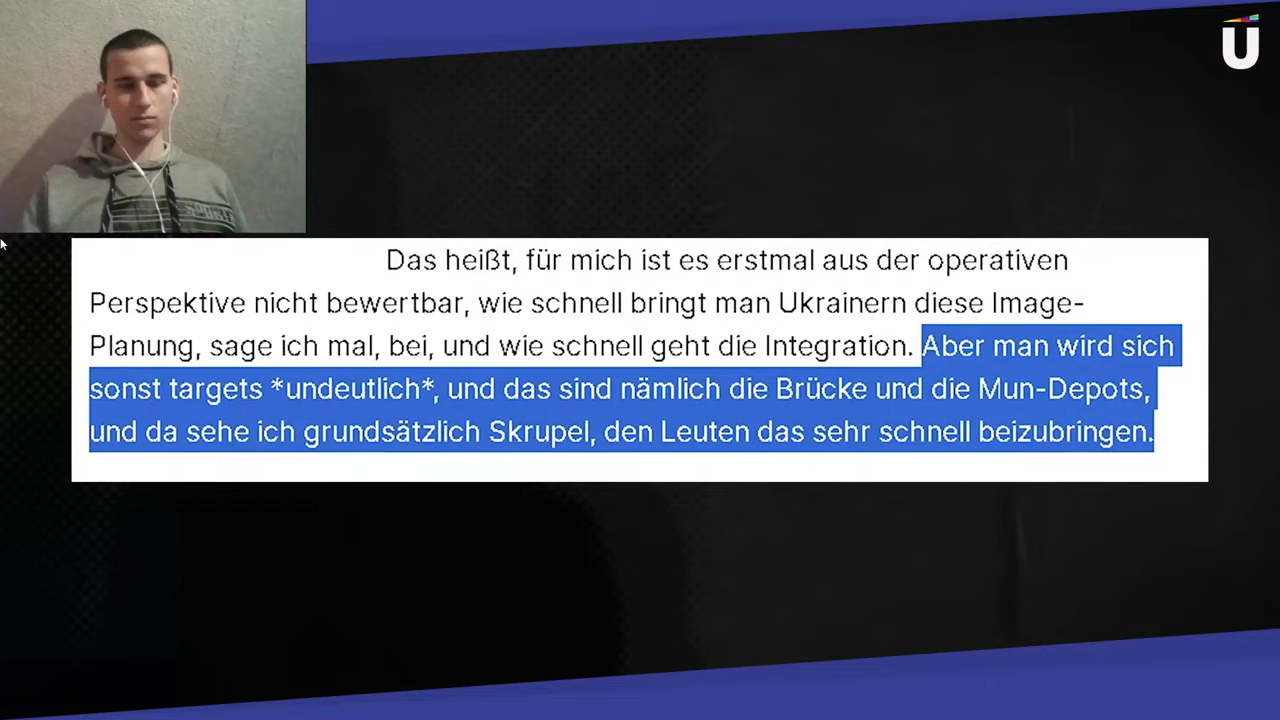 Ü
Das heißt, für mich ist es erstmal aus der operativen
Perspektive nicht bewertbar, wie schnell bringt man Ukrainern diese Image-
Planung, sage ich mal, bei, und wie schnell geht die Integration. Aber man wird sich
sonst targets *undeutlich*, und das sind nämlich die Brücke und die Mun-Depots,
und da sehe ich grundsätzlich Skrupel, den Leuten das sehr schnell beizubringen.